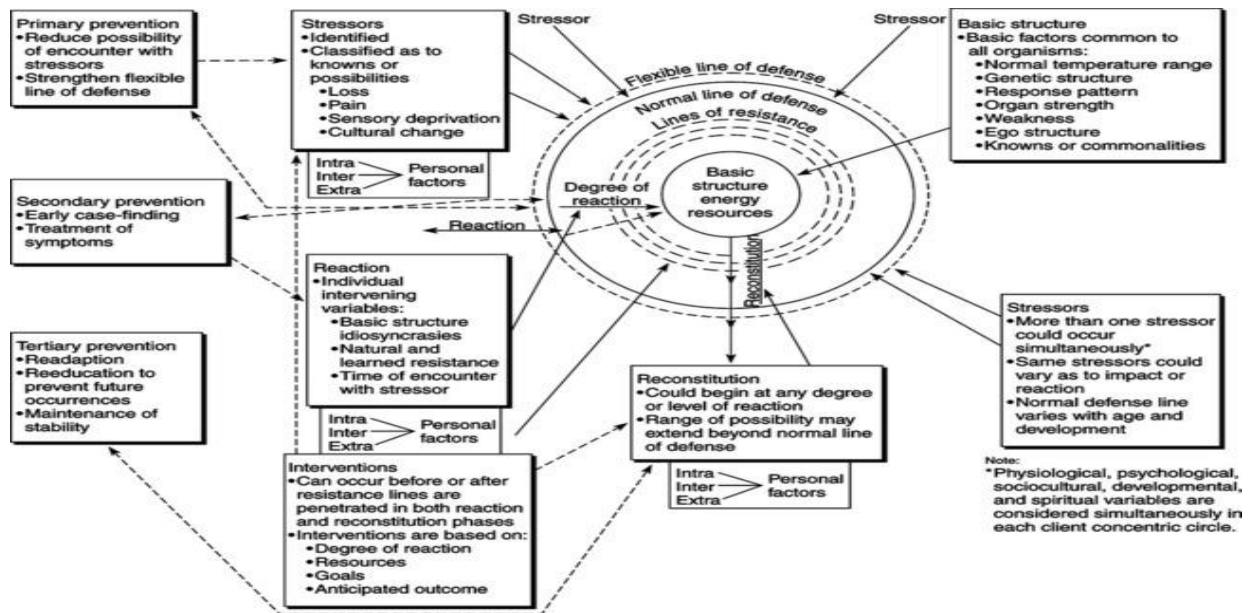 Primary prevention
•Reduce possibility
of encounter with
stressors
•Strengthen flexible
line of defense
Stressors
•Identified
•Classified as to
knowns or
possibilities
•Loss
•Pain
•Sensory deprivation
•Cultural change
Intra
Inter
Extra
Personal
factors
Stressor
Stressor
Flexible line of defense
Normal line of defense
Lines of resistance
Basic
structure
energy
resources
Degree of
reaction
Reaction
Reconstitution
Basic structure
•Basic factors common to
all organisms:
•Normal temperature range
•Genetic structure
•Response pattern
•Organ strength
•Weakness
•Ego structure
•Knowns or commonalities
Secondary prevention
•Early case-finding
•Treatment of
symptoms
Reaction
•Individual
intervening
variables:
•Basic structure
idiosyncrasies
•Natural and
learned resistance
•Time of encounter
with stressor
Intra
Inter
Extra
Personal
factors
Tertiary prevention
•Readaption
•Reeducation to
prevent future
occurrences
•Maintenance of
stability
Interventions
•Can occur before or after
resistance lines are
penetrated in both reaction
and reconstitution phases
•Interventions are based on:
•Degree of reaction
•Resources
•Goals
•Anticipated outcome
Reconstitution
•Could begin at any degree
or level of reaction
•Range of possibility may
extend beyond normal line
of defense
Intra
Inter
Extra
Personal
factors
Stressors
•More than one stressor
could occur
simultaneously*
•Same stressors could
vary as to impact or
reaction
•Normal defense line
varies with age and
development
Note:
*Physiological, psychological,
sociocultural, developmental,
and spiritual variables are
considered simultaneously in
each client concentric circle.